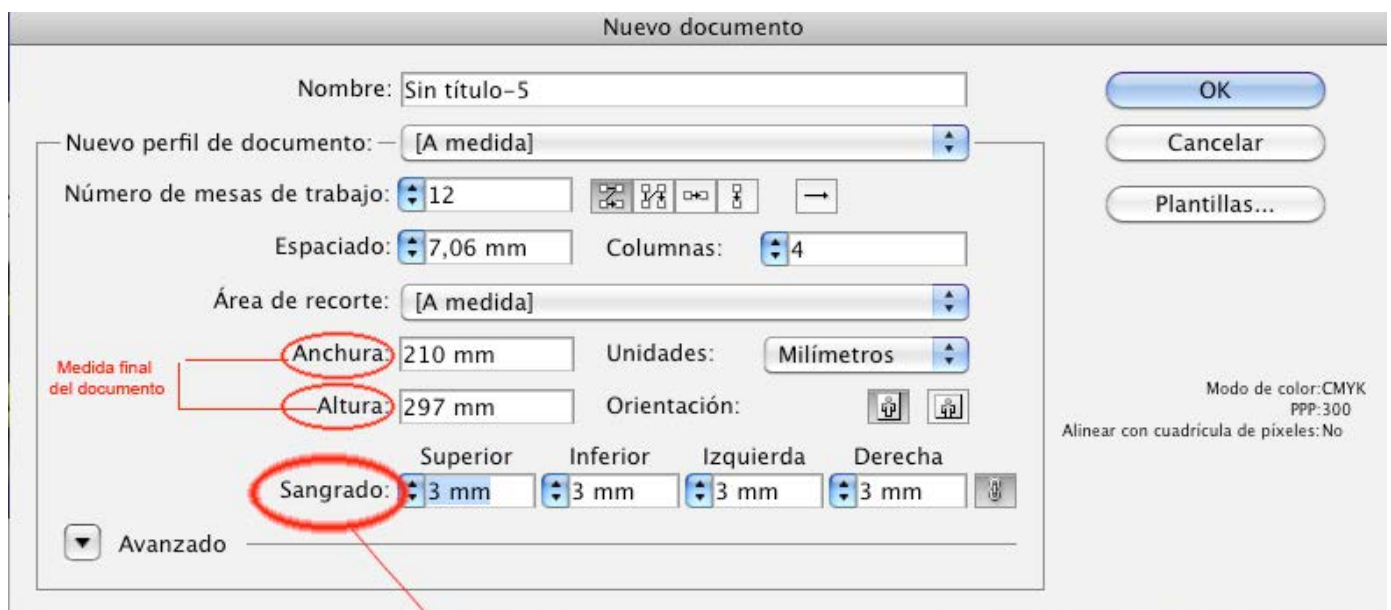 Nuevo documento
Nombre: Sin título-5
OK
Nuevo perfil de documento: [A medida]
Cancelar
Número de mesas de trabajo: 12
Plantillas...
Espaciado: 7,06 mm Columnas: 4
Área de recorte: [A medida]
Anchura: 210 mm Unidades: Milímetros
Medida final
del documento
Altura: 297 mm Orientación:
Modo de color:CMYK
PPP:300
Alinear con cuadrícula de píxeles:No
Superior Inferior Izquierda Derecha
Sangrado: 3 mm 3 mm 3 mm 3 mm
Avanzado